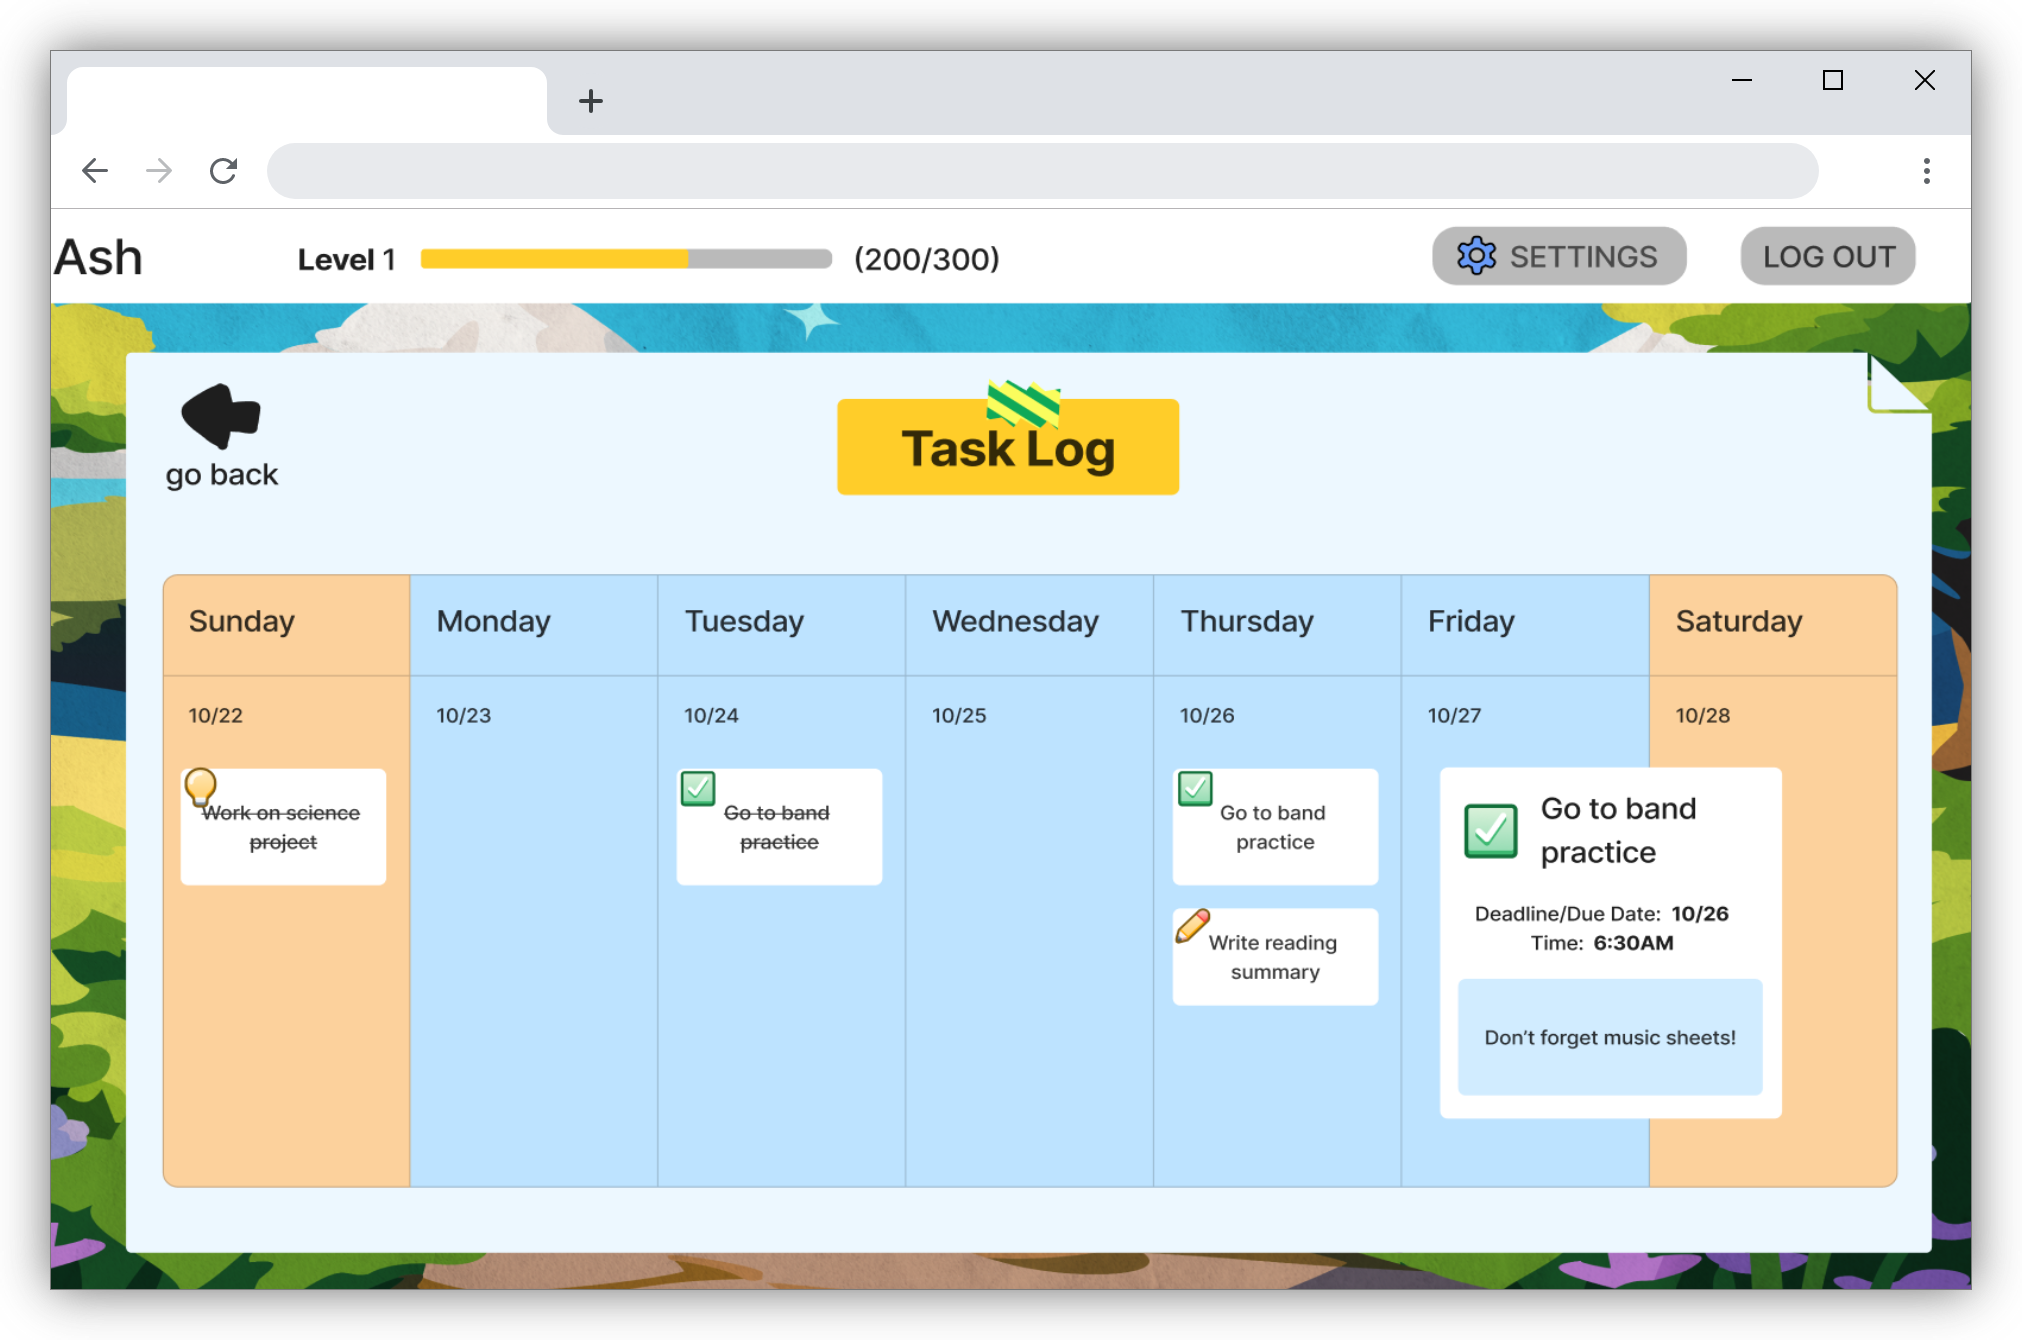 Ash
Level 1
(200/300)
SETTINGS
LOG OUT
go back
Task Log
Sunday
Monday
Tuesday
Wednesday
Thursday
Friday
Saturday
10/22
10/23
10/24
10/25
10/26
10/27
10/28
Work on science
project
Go to band
practice
Go to band
practice
Write reading
summary
Go to band
practice
Deadline/Due Date: 10/26
Time: 6:30AM
Don't forget music sheets!